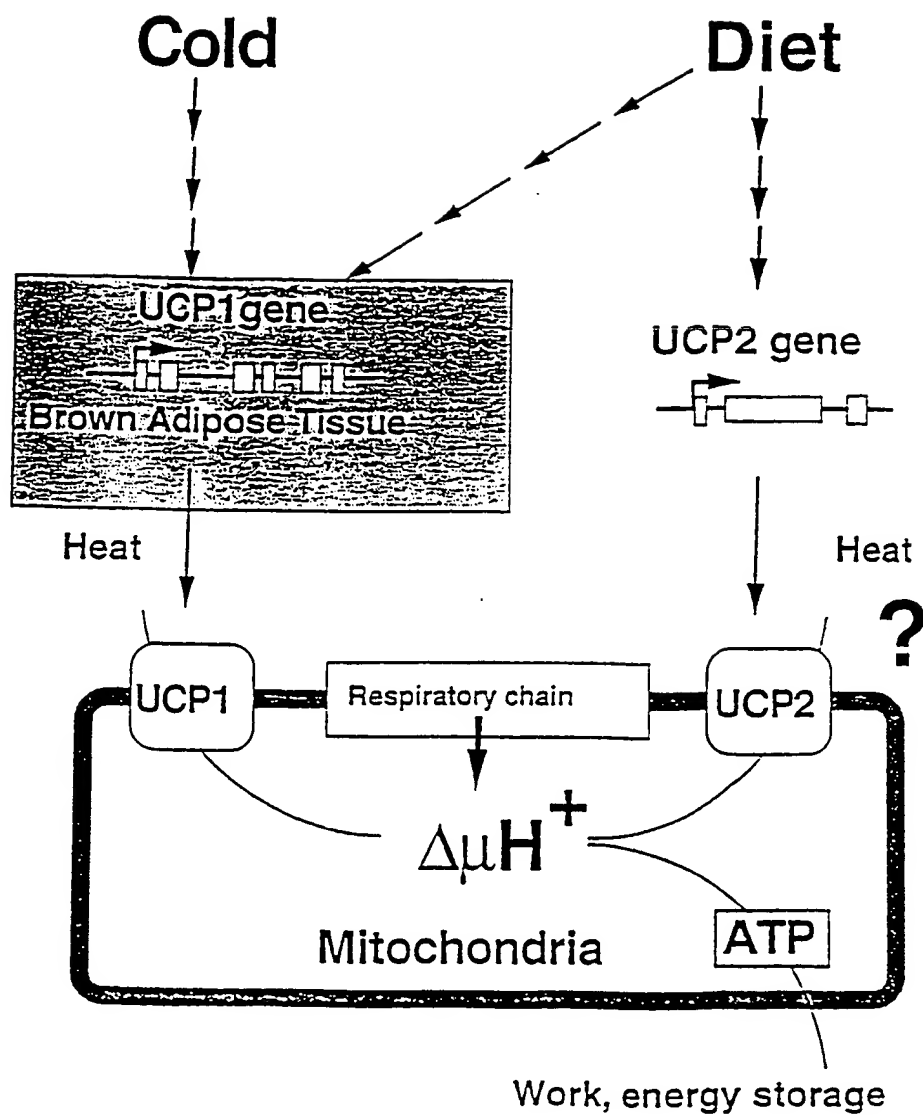 Cold
Diet
UCP1gene
UCP2 gene
Brown Adipose Tissue
Heat
Heat
?
UCP1
Respiratory chain
UCP2
ΔμH+
Mitochondria
ATP
Work, energy storage